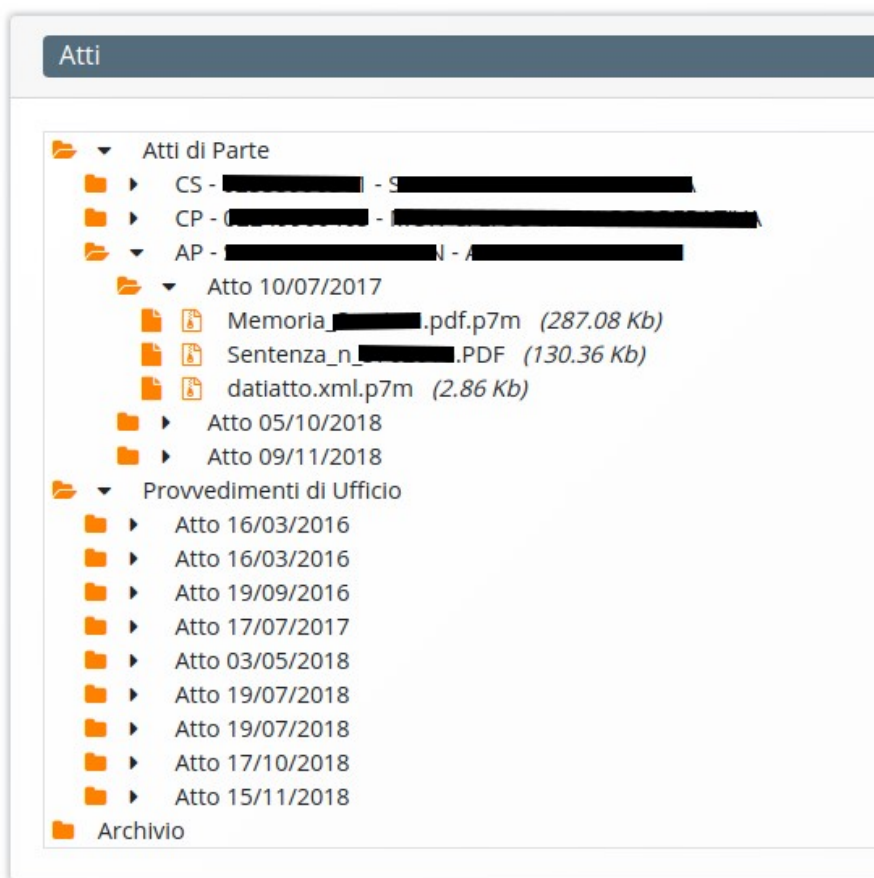 Atti
Atti di Parte
CS - - S
CP - -
AP - - A
Atto 10/07/2017
Memoria_ .pdf.p7m (287.08 Kb)
Sentenza_n_ .PDF (130.36 Kb)
datiatto.xml.p7m (2.86 Kb)
Atto 05/10/2018
Atto 09/11/2018
Provvedimenti di Ufficio
Atto 16/03/2016
Atto 16/03/2016
Atto 19/09/2016
Atto 17/07/2017
Atto 03/05/2018
Atto 19/07/2018
Atto 19/07/2018
Atto 17/10/2018
Atto 15/11/2018
Archivio